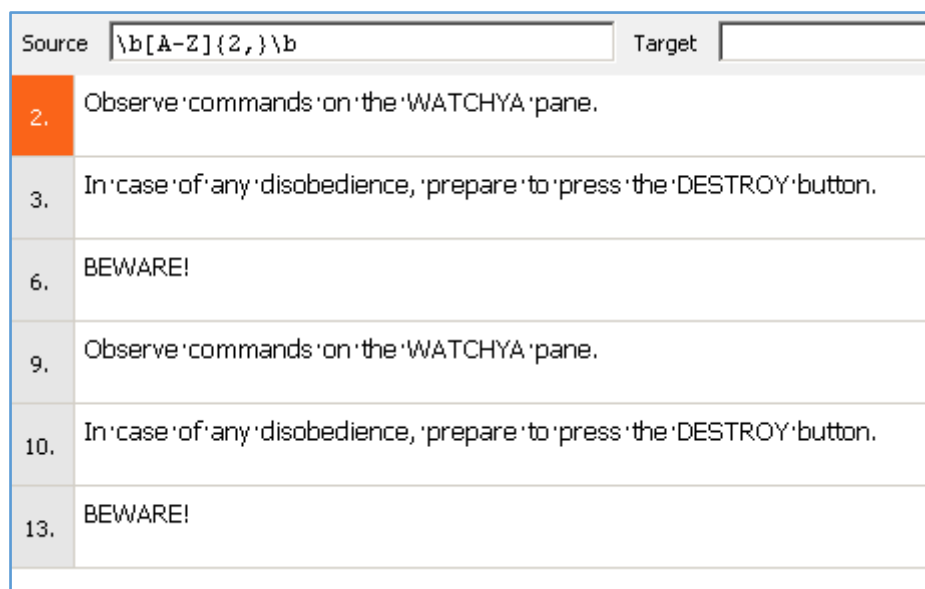 Source \b[A-Z]{2,}\b Target
2. Observe·commands·on·the·WATCHYA·pane.
3. In·case·of·any·disobedience,·prepare·to·press·the·DESTROY·button.
6. BEWARE!
9. Observe·commands·on·the·WATCHYA·pane.
10. In·case·of·any·disobedience,·prepare·to·press·the·DESTROY·button.
13. BEWARE!